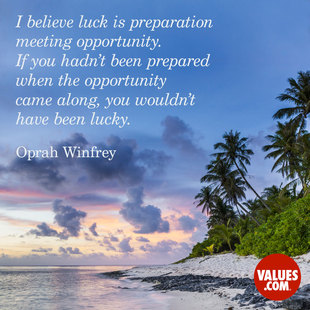 I believe luck is preparation
meeting opportunity.
If you hadn't been prepared
when the opportunity
came along, you wouldn't
have been lucky.
Oprah Winfrey
VALUES
.COM